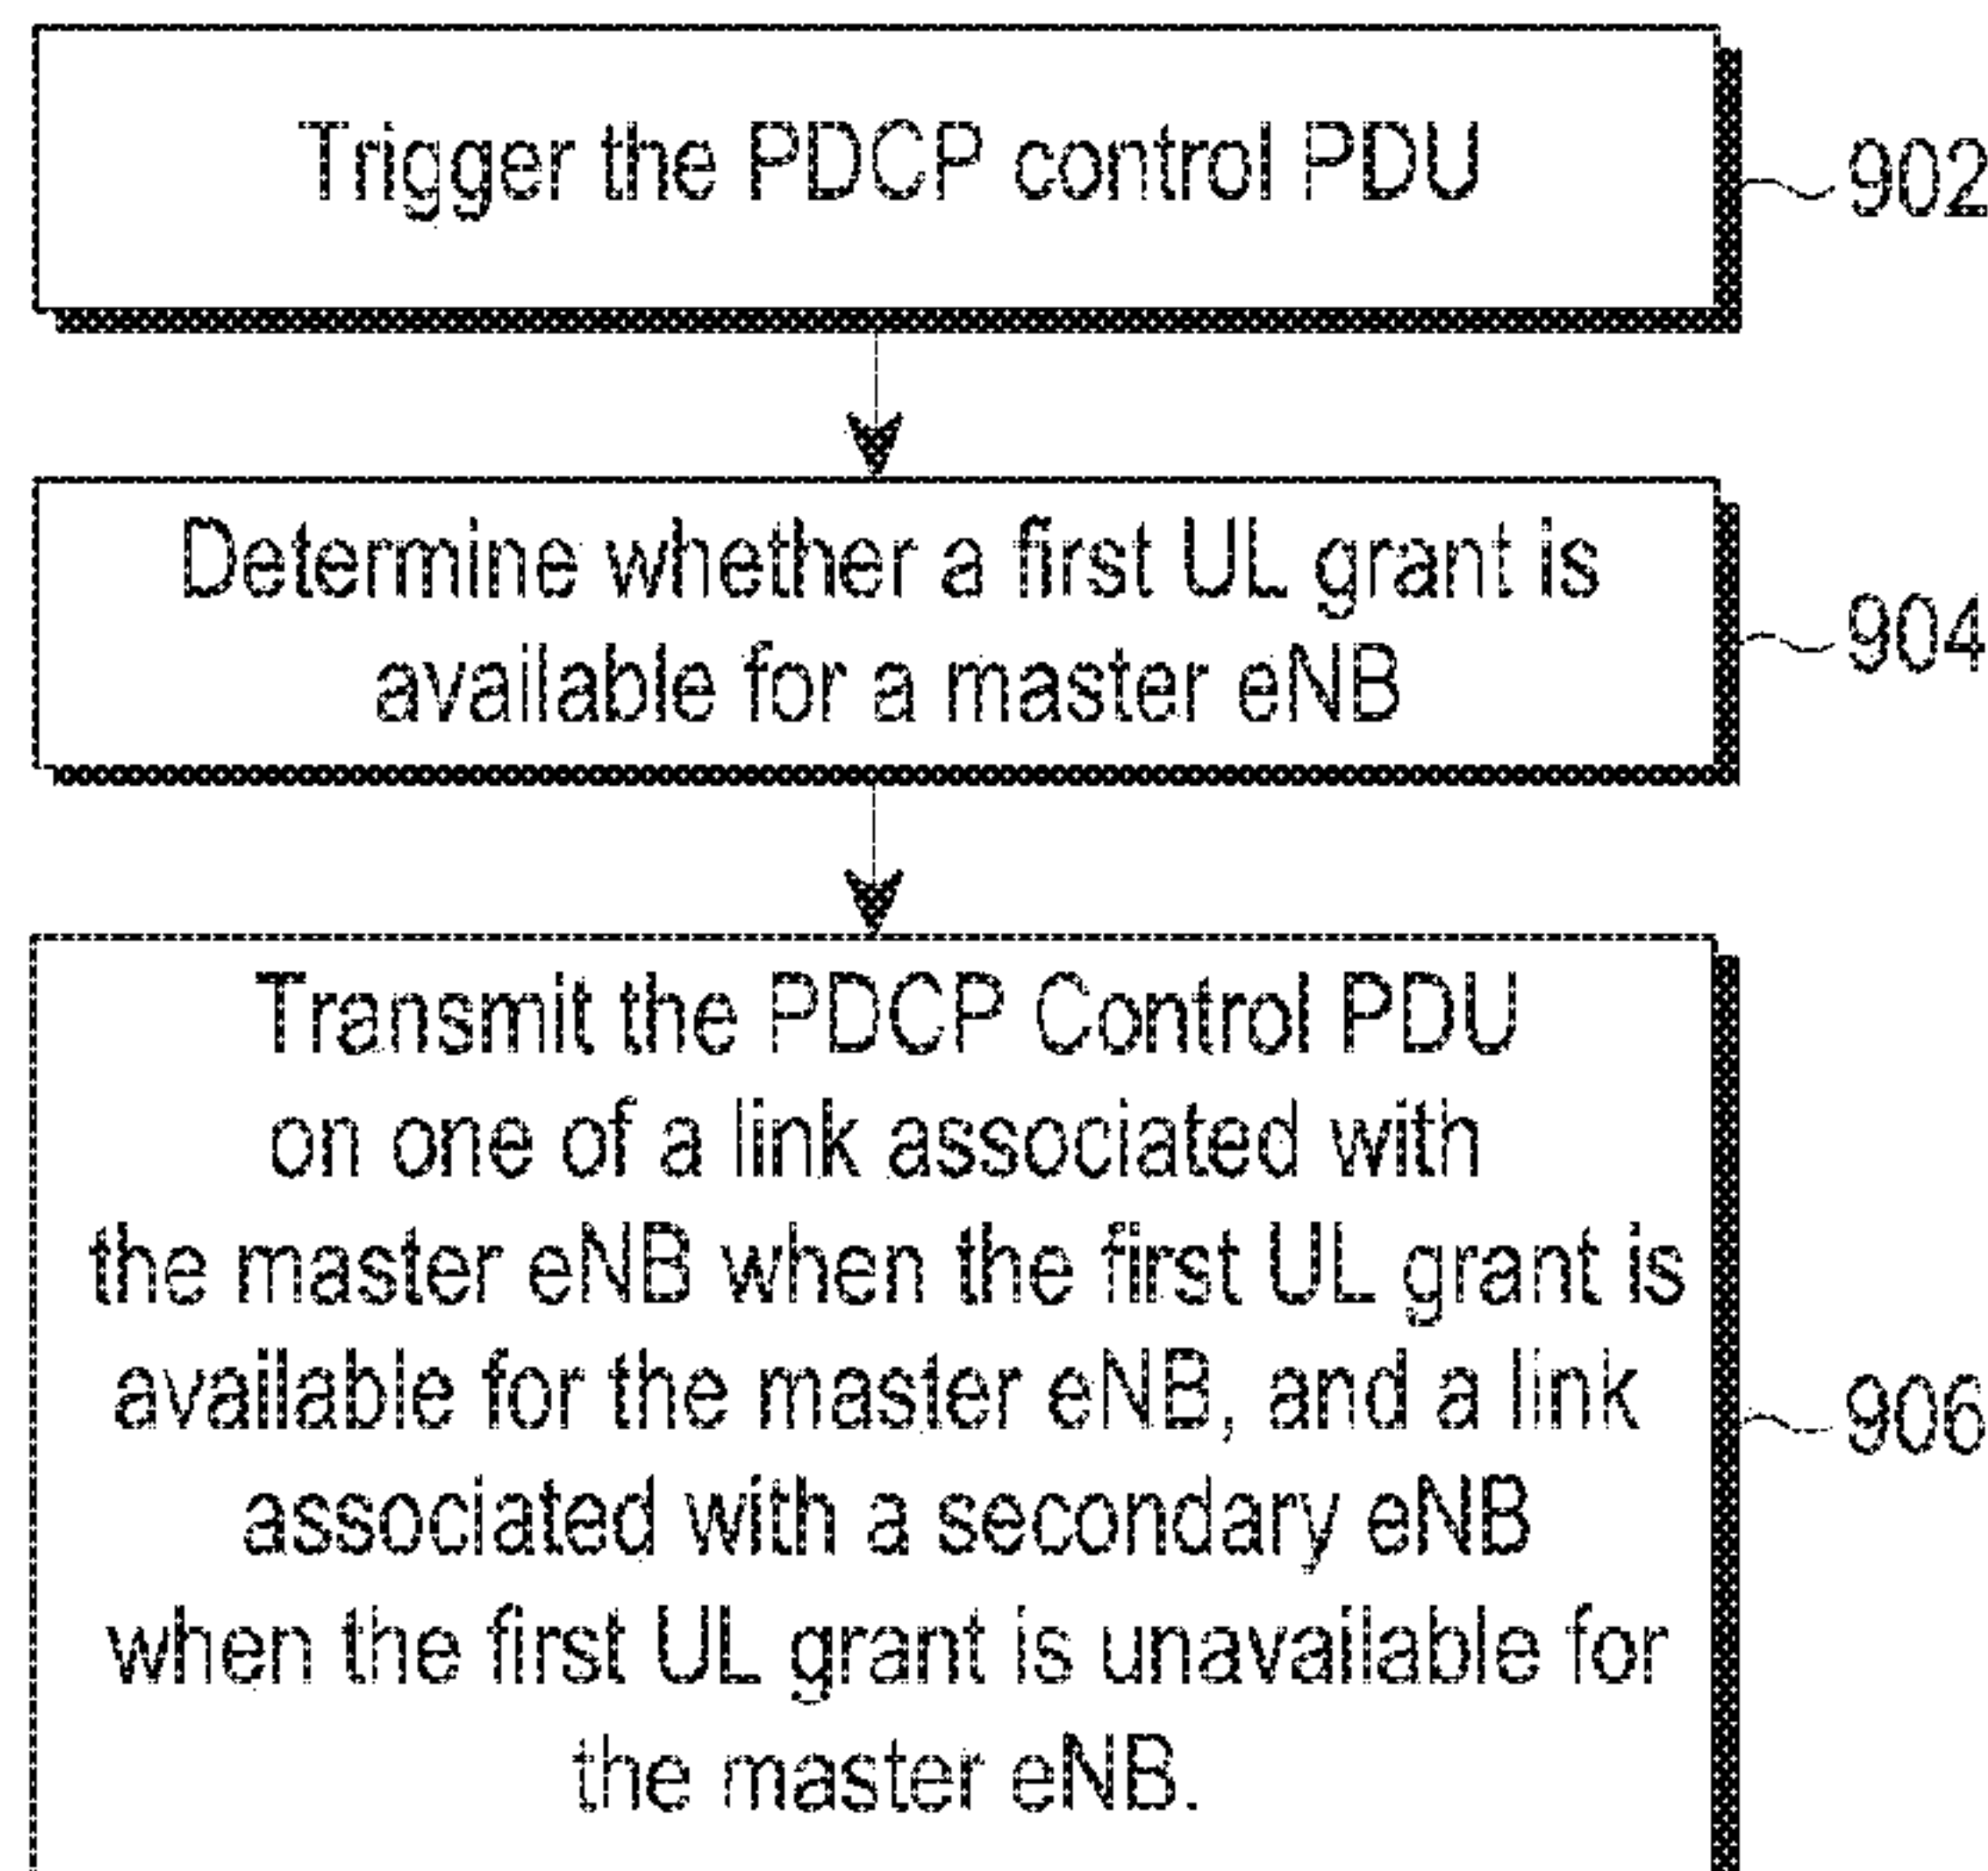 Trigger the PDCP control PDU
902
Determine whether a first UL grant is
available for a master eNB
904
Transmit the PDCP Control PDU
on one of a link associated with
the master eNB when the first UL grant is
available for the master eNB, and a link
associated with a secondary eNB
when the first UL grant is unavailable for
the master eNB.
906